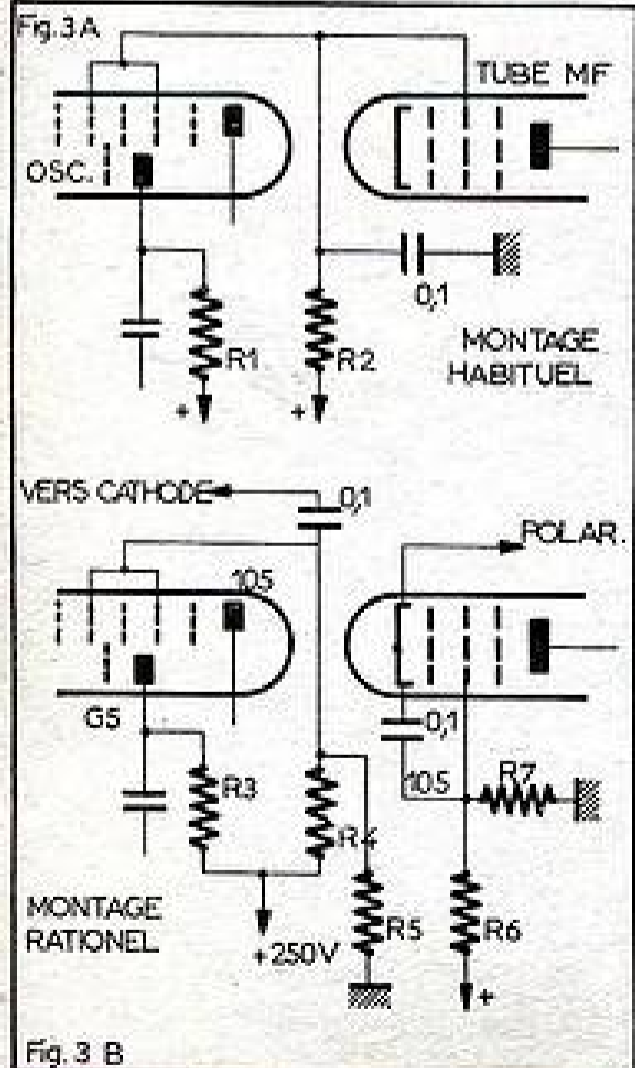 Fig.3A
TUBE MF
OSC.
0,1
R1
R2
MONTAGE
HABITUEL
+
+
VERS CATHODE
0,1
POLAR.
105
G5
0,1
105
R7
R3
R4
MONTAGE
RATIONEL
+250V
R5
R6
+
Fig. 3 B